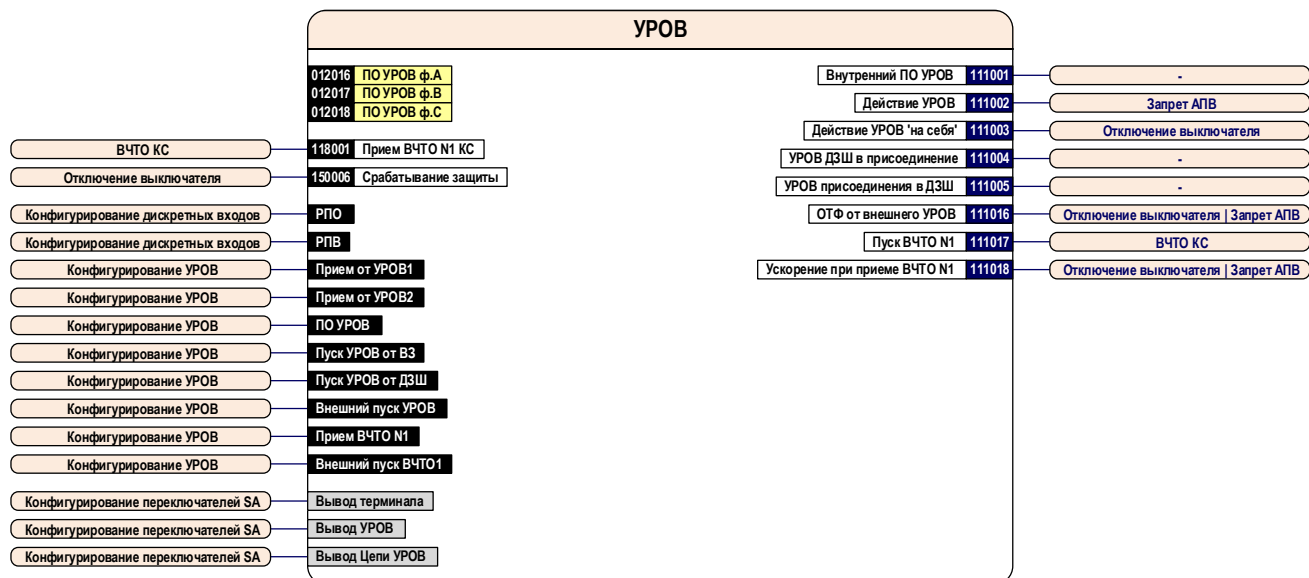 УРОВ
012016 ПО УРОВ ф.А
012017 ПО УРОВ ф.В
012018 ПО УРОВ ф.С
ВЧТО КС 118001 Прием ВЧТО N1 КС
Отключение выключателя 150006 Срабатывание защиты
Конфигурирование дискретных входов РПО
Конфигурирование дискретных входов РПВ
Конфигурирование УРОВ Прием от УРОВ1
Конфигурирование УРОВ Прием от УРОВ2
Конфигурирование УРОВ ПО УРОВ
Конфигурирование УРОВ Пуск УРОВ от ВЗ
Конфигурирование УРОВ Пуск УРОВ от ДЗШ
Конфигурирование УРОВ Внешний пуск УРОВ
Конфигурирование УРОВ Прием ВЧТО N1
Конфигурирование УРОВ Внешний пуск ВЧТО1
Конфигурирование переключателей SA Вывод терминала
Конфигурирование переключателей SA Вывод УРОВ
Конфигурирование переключателей SA Вывод Цепи УРОВ
Внутренний ПО УРОВ 111001 -
Действие УРОВ 111002 Запрет АПВ
Действие УРОВ 'на себя' 111003 Отключение выключателя
УРОВ ДЗШ в присоединение 111004 -
УРОВ присоединения в ДЗШ 111005 -
ОТФ от внешнего УРОВ 111016 Отключение выключателя | Запрет АПВ
Пуск ВЧТО N1 111017 ВЧТО КС
Ускорение при приеме ВЧТО N1 111018 Отключение выключателя | Запрет АПВ